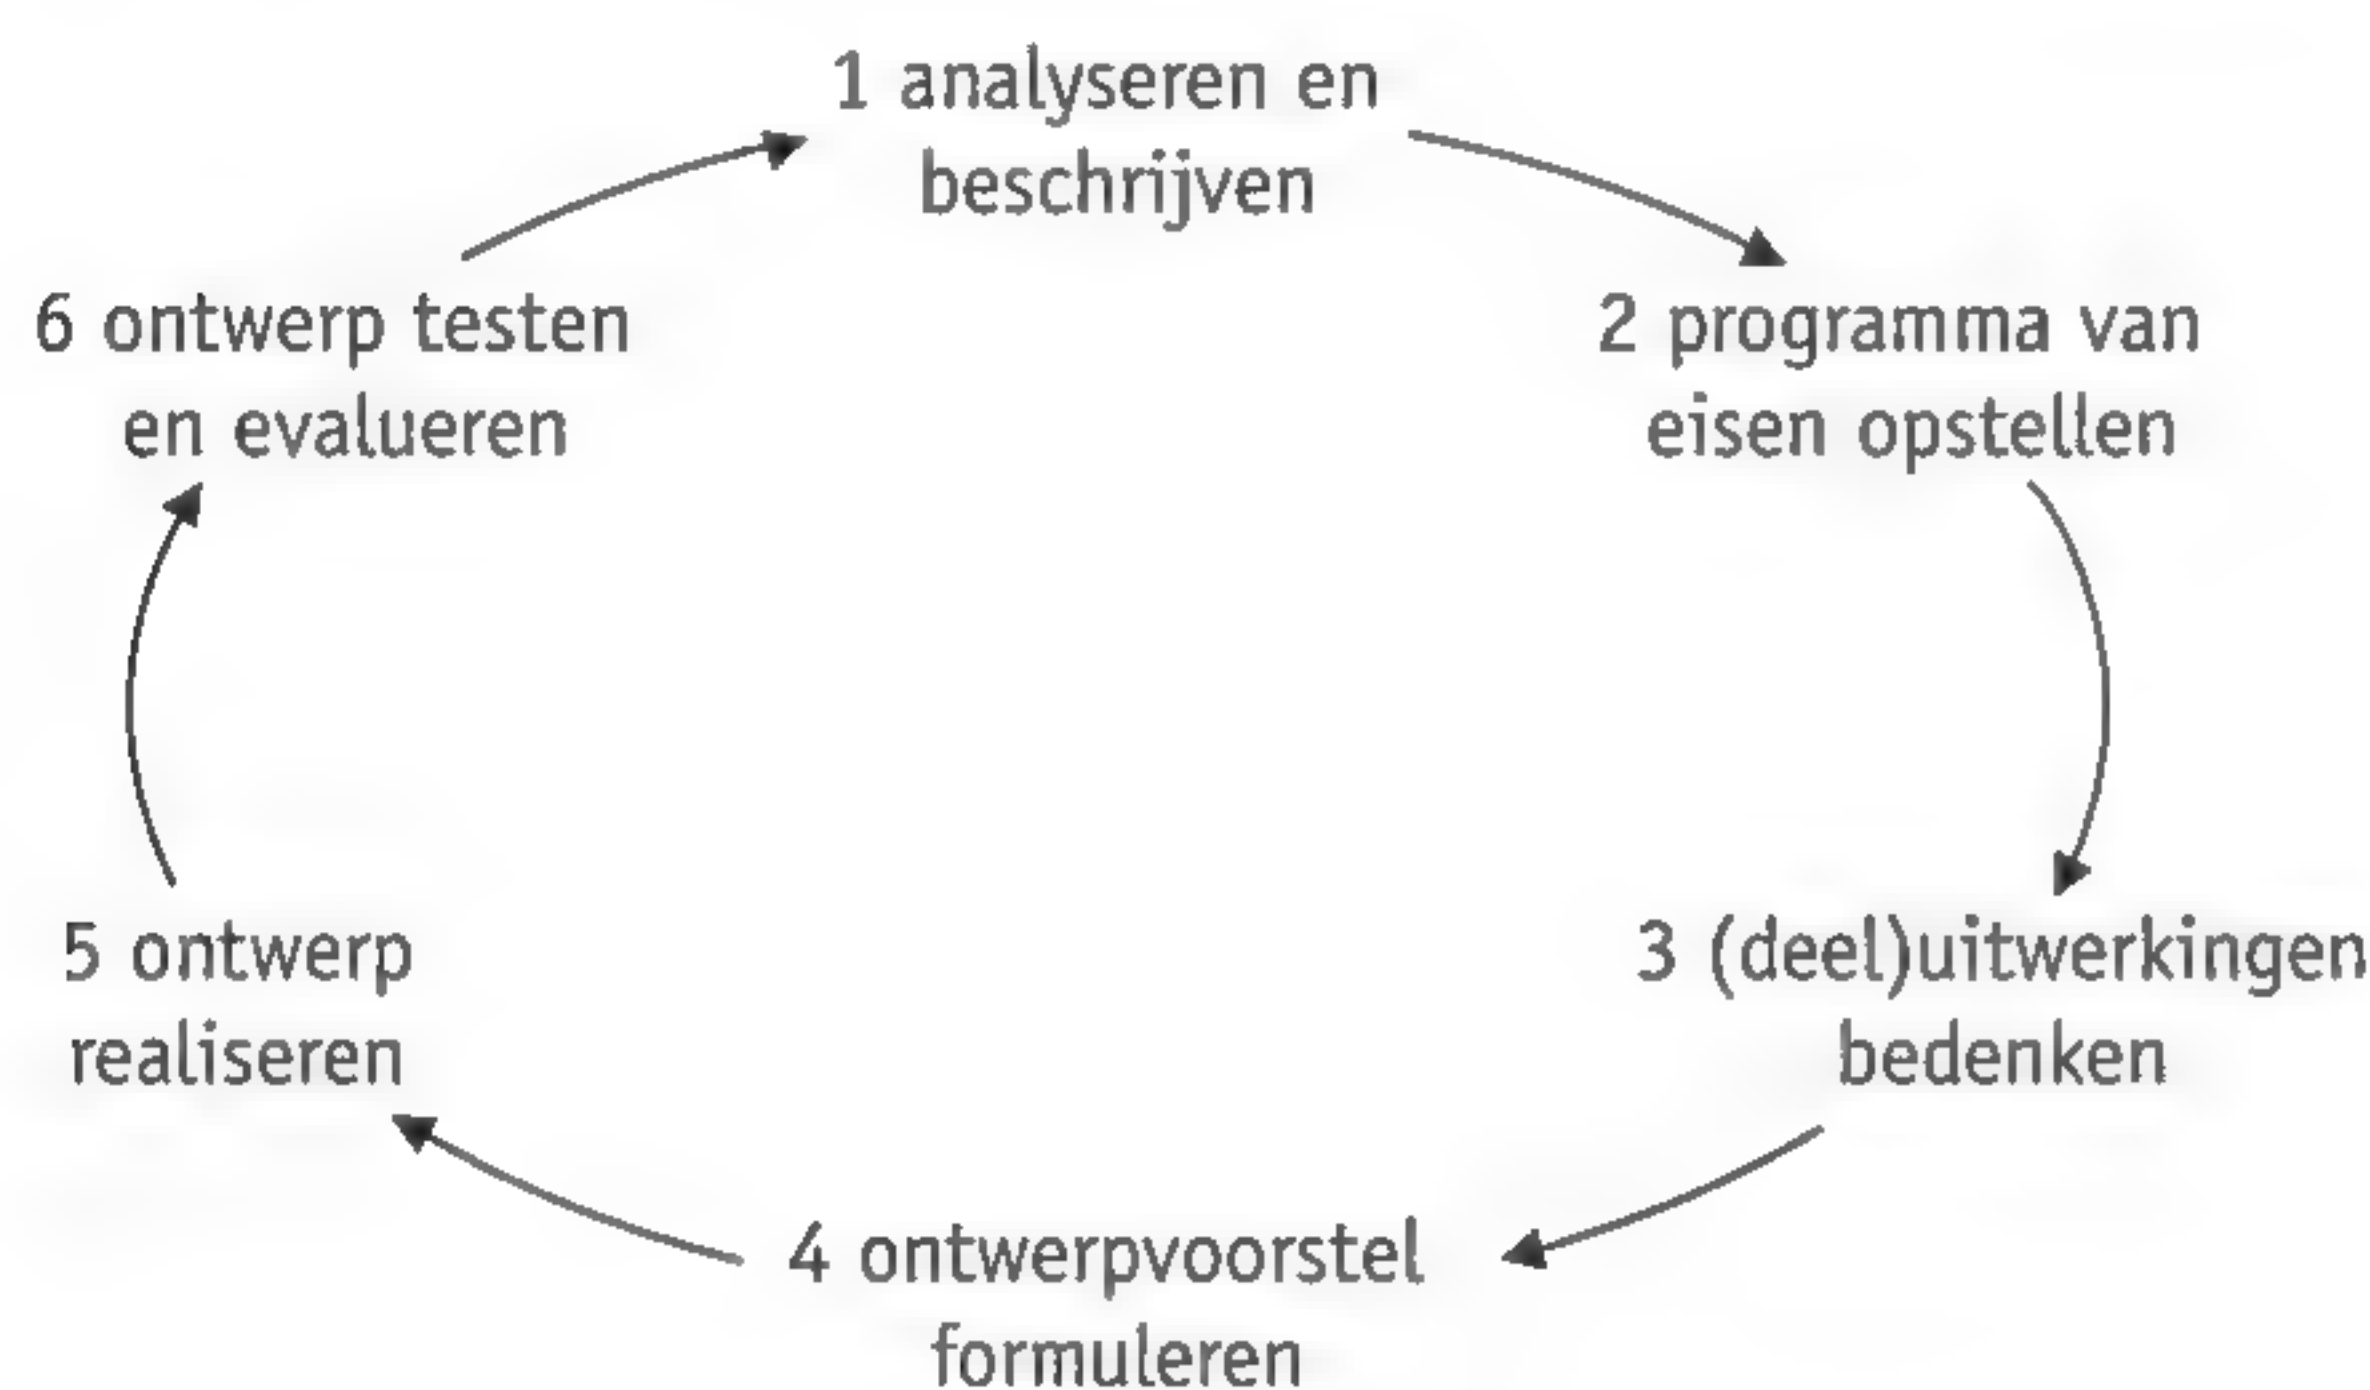 1 analyseren en
beschrijven
2 programma van
eisen opstellen
3 (deel)uitwerkingen
bedenken
4 ontwerpvoorstel
formuleren
5 ontwerp
realiseren
6 ontwerp testen
en evalueren